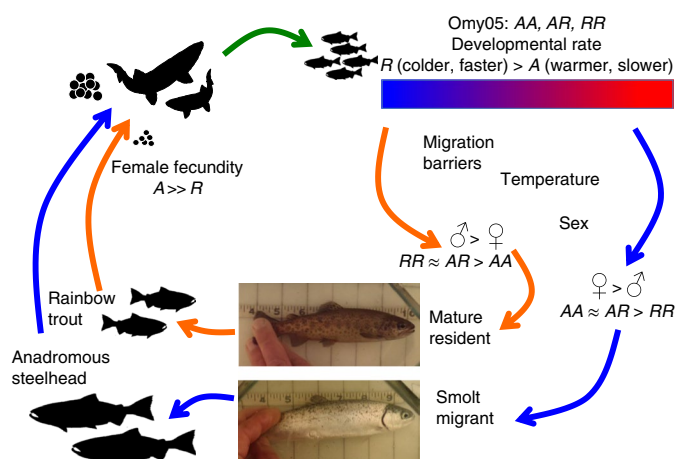 Omy05: AA, AR, RR
Developmental rate
R (colder, faster) > A (warmer, slower)
Migration
barriers
Temperature
Sex
Female fecundity
A >> R
♂ > ♀
RR ≈ AR > AA
♀ > ♂
AA ≈ AR > RR
Rainbow
trout
Mature
resident
Anadromous
steelhead
Smolt
migrant